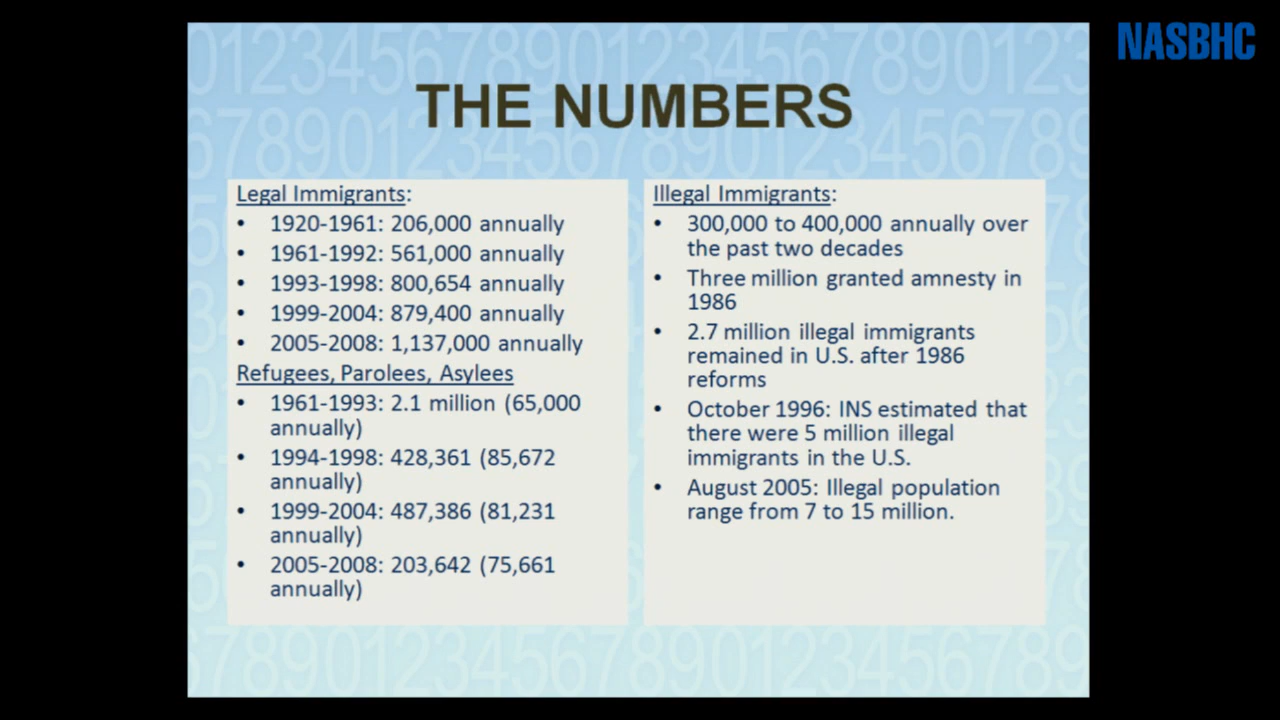 NASBHC
THE NUMBERS
Legal Immigrants:
• 1920-1961: 206,000 annually
• 1961-1992: 561,000 annually
• 1993-1998: 800,654 annually
• 1999-2004: 879,400 annually
• 2005-2008: 1,137,000 annually
Refugees, Parolees, Asylees
• 1961-1993: 2.1 million (65,000
annually)
• 1994-1998: 428,361 (85,672
annually)
• 1999-2004: 487,386 (81,231
annually)
• 2005-2008: 203,642 (75,661
annually)
Illegal Immigrants:
• 300,000 to 400,000 annually over
the past two decades
• Three million granted amnesty in
1986
• 2.7 million illegal immigrants
remained in U.S. after 1986
reforms
• October 1996: INS estimated that
there were 5 million illegal
immigrants in the U.S.
• August 2005: Illegal population
range from 7 to 15 million.